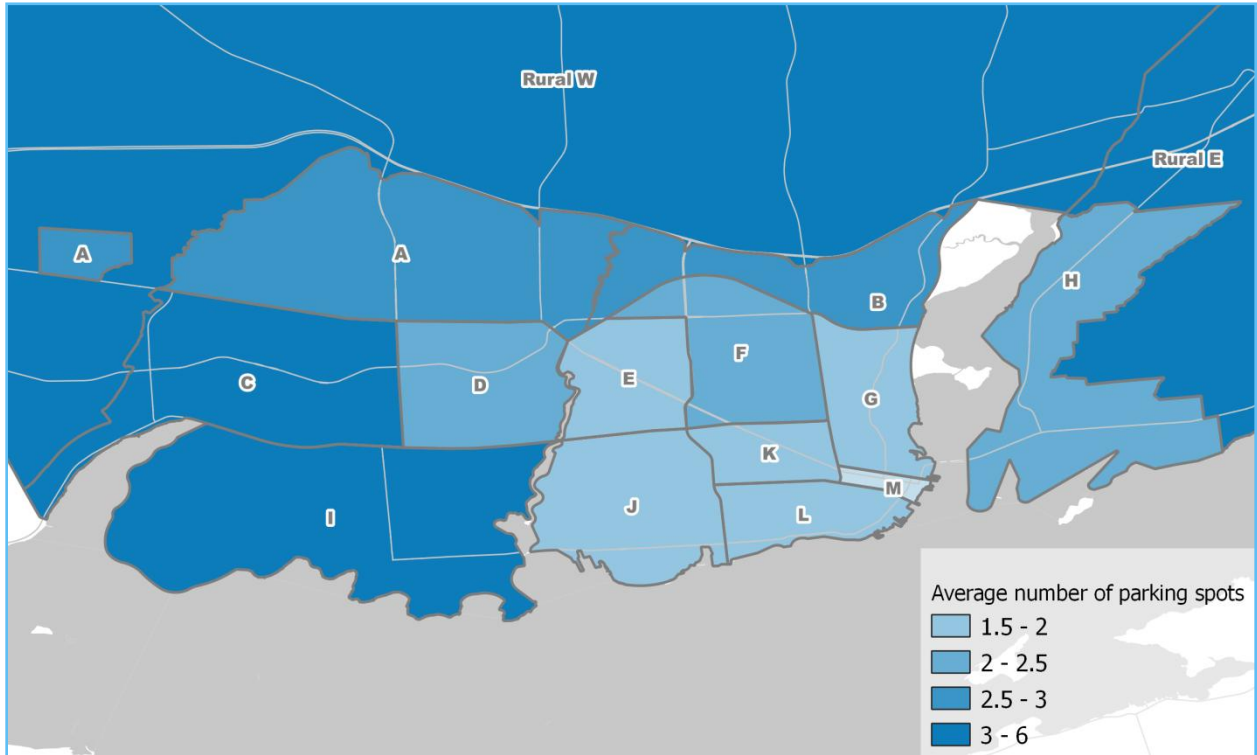 Rural W
Rural E
A
A
H
B
F
E
D
C
G
K
M
J
L
I
Average number of parking spots
1.5 - 2
2 - 2.5
2.5 - 3
3 - 6